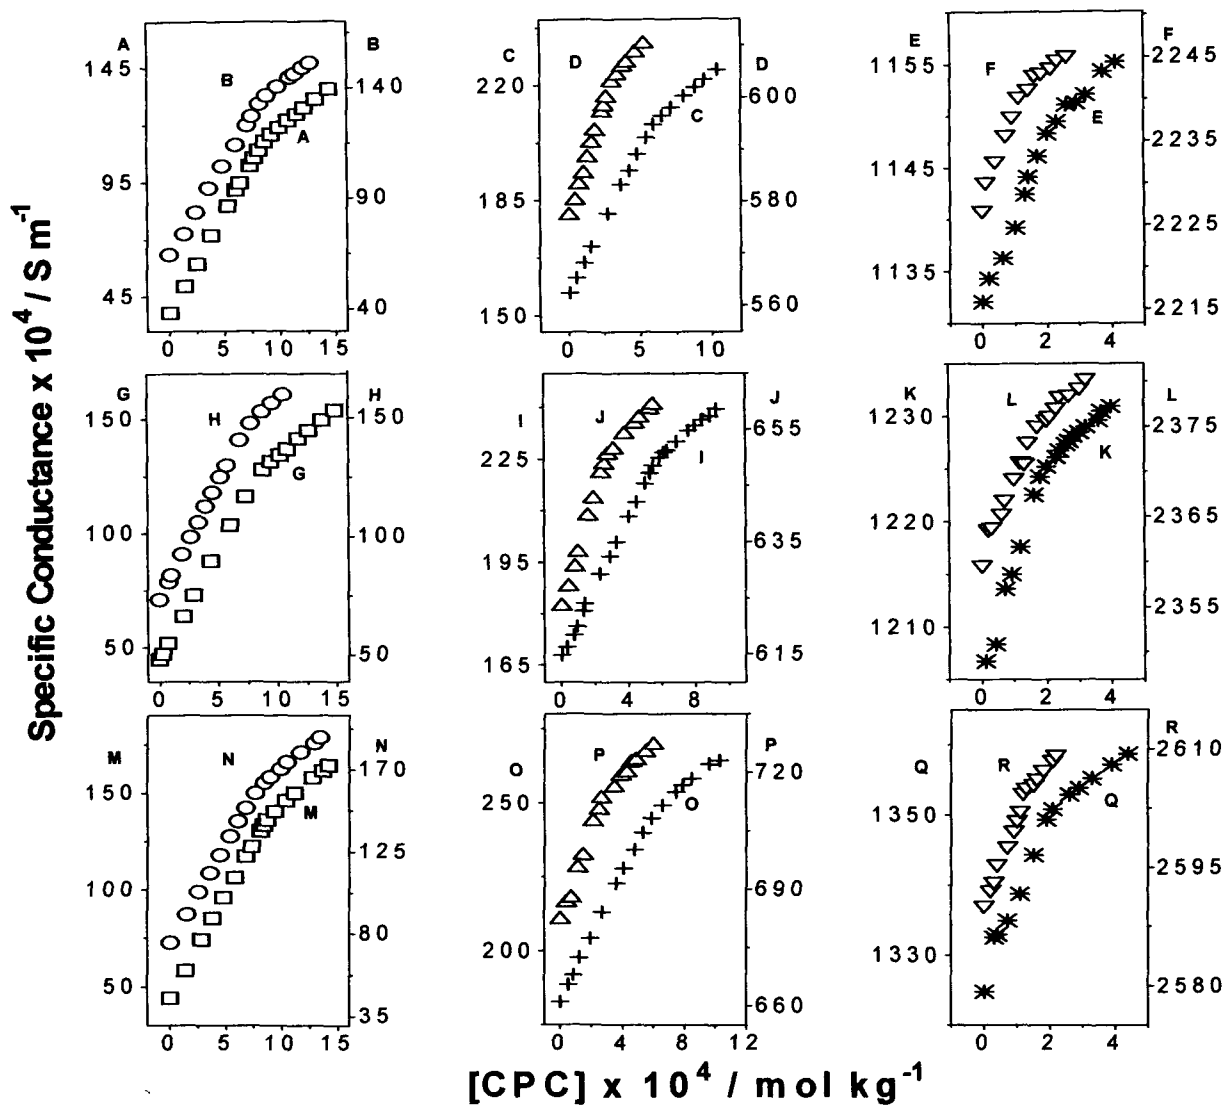 A B C D E F
145 140 220 600 1155 2245
D
B F
C
A E
1145 2235
95 90 185 580
2225
1135
45 40 150 560 2215
0 5 10 15 0 5 10 0 2 4
G H I J K L
150 150 655 1230 2375
H J L
225
G I K
100 100 635 1220 2365
195
2355
50 50 615 1210
165
0 5 10 15 0 4 8 0 2 4
M N O P Q R
N P R
170 720 2610
150 250 1350
M O Q
125
100 690 2595
80
200 1330
50 2580
35 660
0 5 10 15 0 4 8 12 0 2 4
Specific Conductance x 10⁴ / S m⁻¹
[CPC] x 10⁴ / mol kg⁻¹